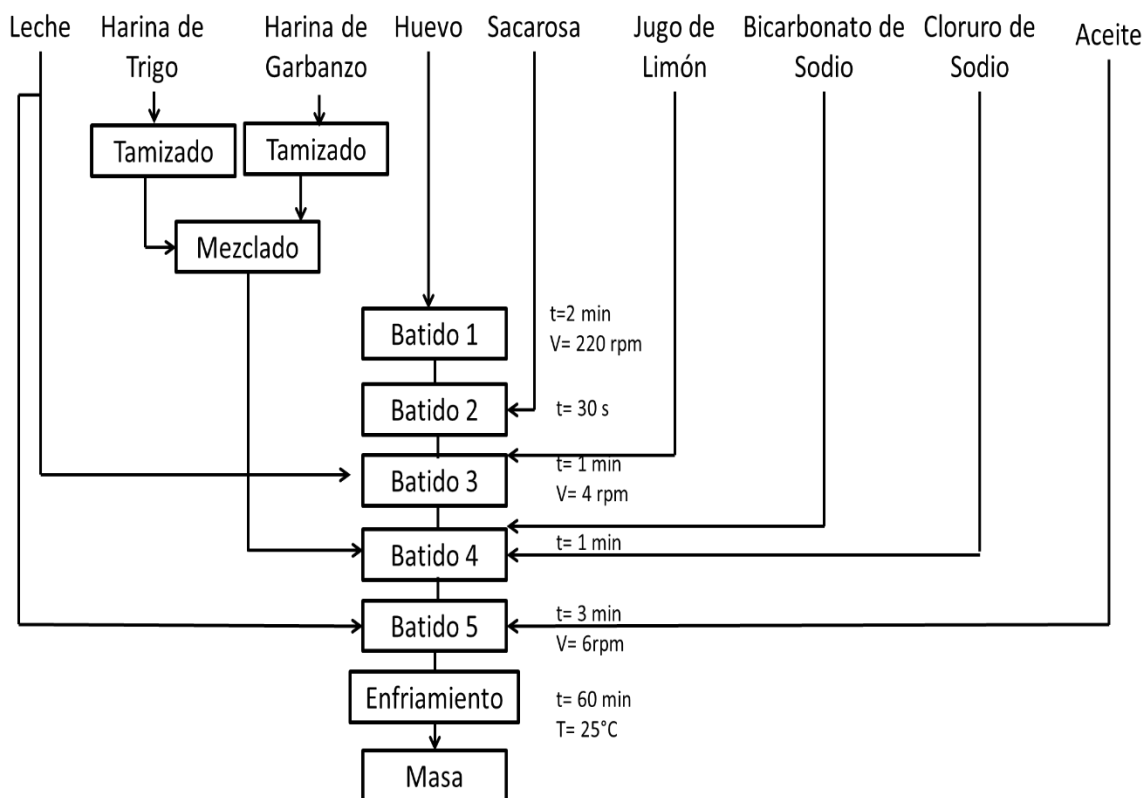 Leche
Harina de
Trigo
Harina de
Garbanzo
Huevo
Sacarosa
Jugo de
Limón
Bicarbonato de
Sodio
Cloruro de
Sodio
Aceite
Tamizado
Tamizado
Mezclado
Batido 1
t=2 min
V= 220 rpm
Batido 2
t= 30 s
Batido 3
t= 1 min
V= 4 rpm
Batido 4
t= 1 min
Batido 5
t= 3 min
V= 6rpm
Enfriamiento
t= 60 min
T= 25°C
Masa